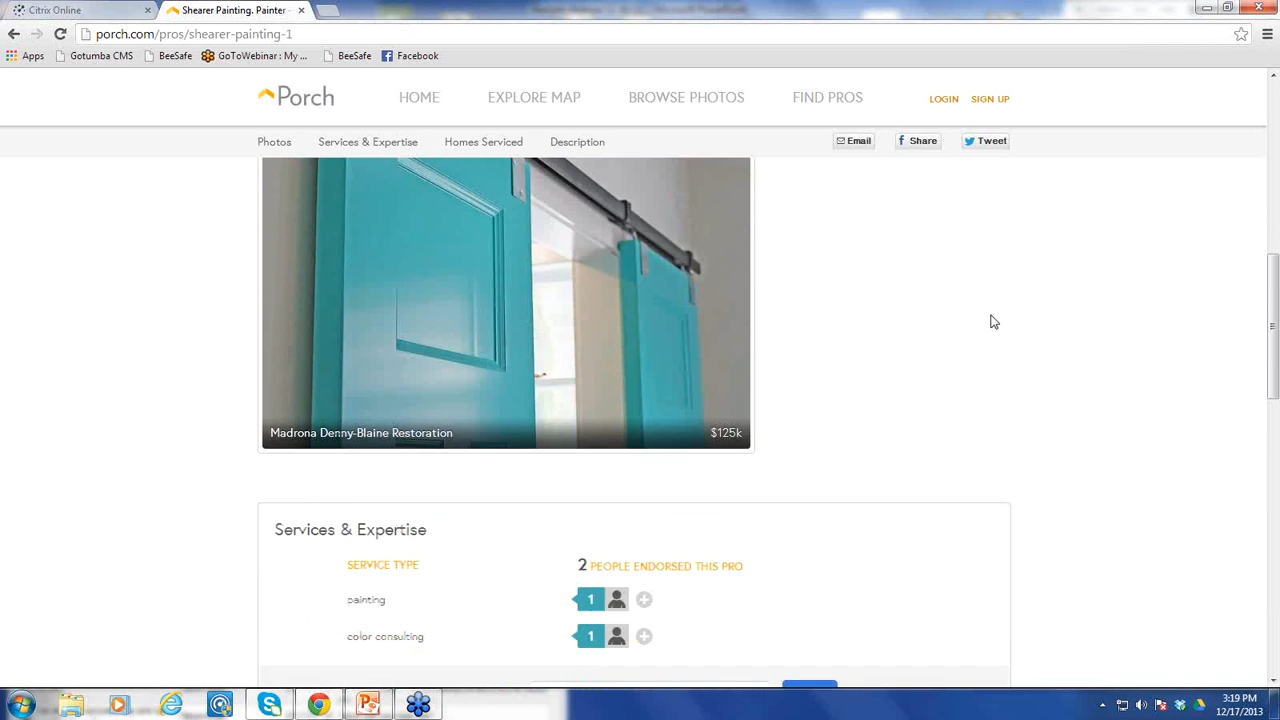 Citrix Online
Shearer Painting. Painter
porch.com/pros/shearer-painting-1
Apps Gotumba CMS BeeSafe GoToWebinar : My ... BeeSafe Facebook
Porch HOME EXPLORE MAP BROWSE PHOTOS FIND PROS LOGIN SIGN UP
Photos Services & Expertise Homes Serviced Description Email Share Tweet
Madrona Denny-Blaine Restoration $125k
Services & Expertise
SERVICE TYPE 2 PEOPLE ENDORSED THIS PRO
painting 1
color consulting 1
3:19 PM
12/17/2013